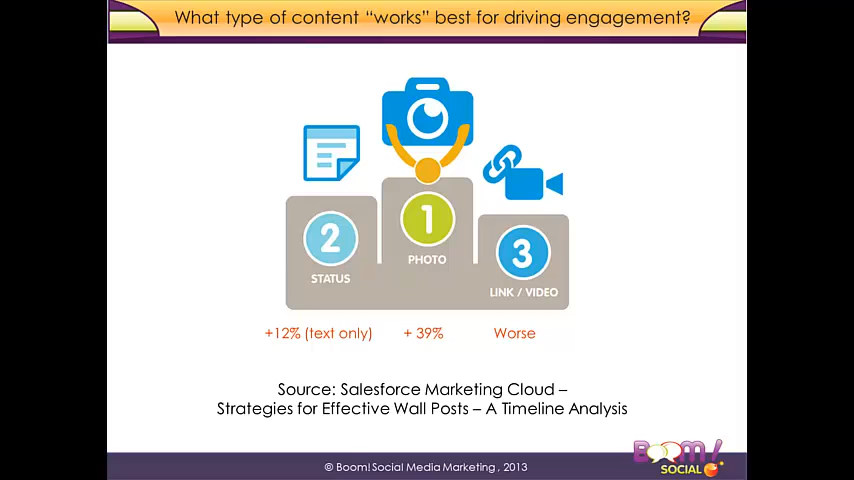 What type of content “works” best for driving engagement?
2
STATUS
1
PHOTO
3
LINK / VIDEO
+12% (text only)
+ 39%
Worse
Source: Salesforce Marketing Cloud –
Strategies for Effective Wall Posts – A Timeline Analysis
© Boom! Social Media Marketing , 2013
BOOM!
SOCIAL